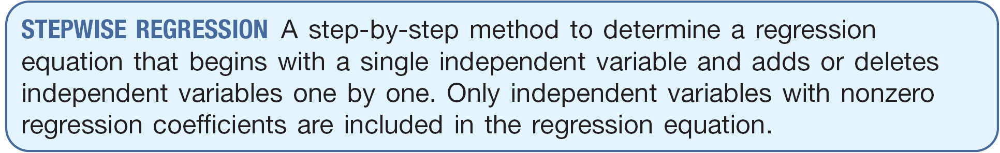 STEPWISE REGRESSION A step-by-step method to determine a regression
equation that begins with a single independent variable and adds or deletes
independent variables one by one. Only independent variables with nonzero
regression coefficients are included in the regression equation.